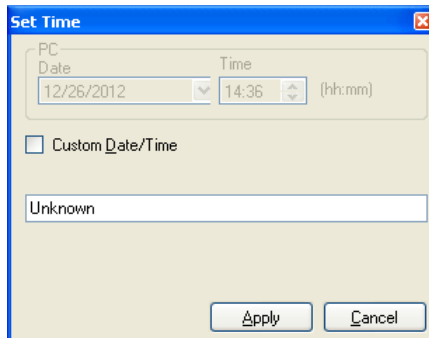 Set Time
PC
Date Time
12/26/2012 14:36 (hh:mm)
Custom Date/Time
Unknown
Apply Cancel